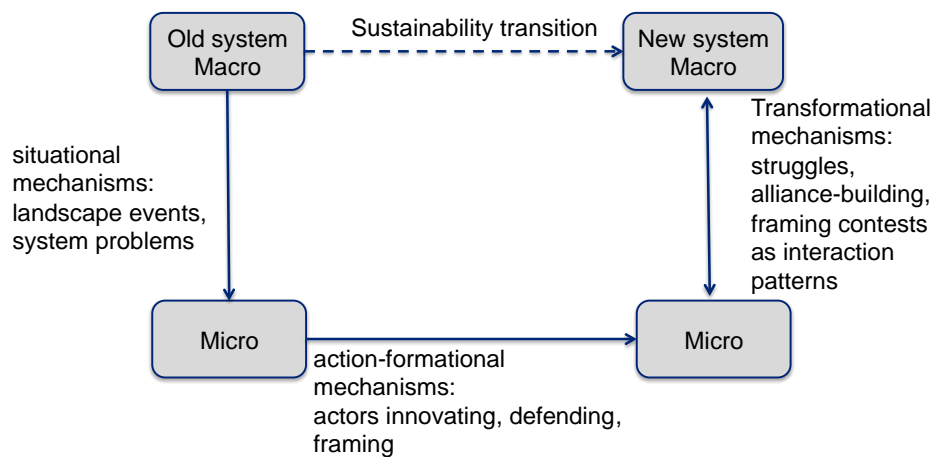 Old system
Macro
Sustainability transition
New system
Macro
situational
mechanisms:
landscape events,
system problems
Transformational
mechanisms:
struggles,
alliance-building,
framing contests
as interaction
patterns
Micro
action-formational
mechanisms:
actors innovating, defending,
framing
Micro